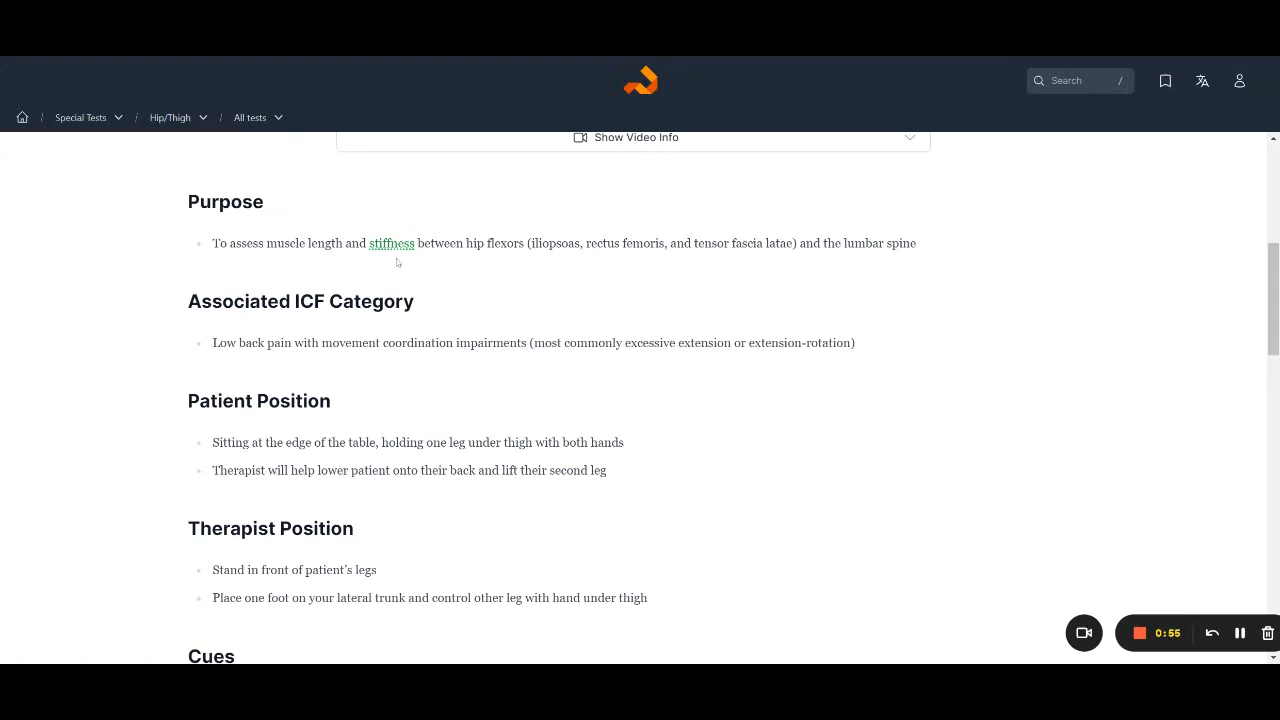 Search /
/ Special Tests / Hip/Thigh / All tests
Show Video Info
Purpose
To assess muscle length and stiffness between hip flexors (iliopsoas, rectus femoris, and tensor fascia latae) and the lumbar spine
Associated ICF Category
Low back pain with movement coordination impairments (most commonly excessive extension or extension-rotation)
Patient Position
Sitting at the edge of the table, holding one leg under thigh with both hands
Therapist will help lower patient onto their back and lift their second leg
Therapist Position
Stand in front of patient’s legs
Place one foot on your lateral trunk and control other leg with hand under thigh
Cues
0:55